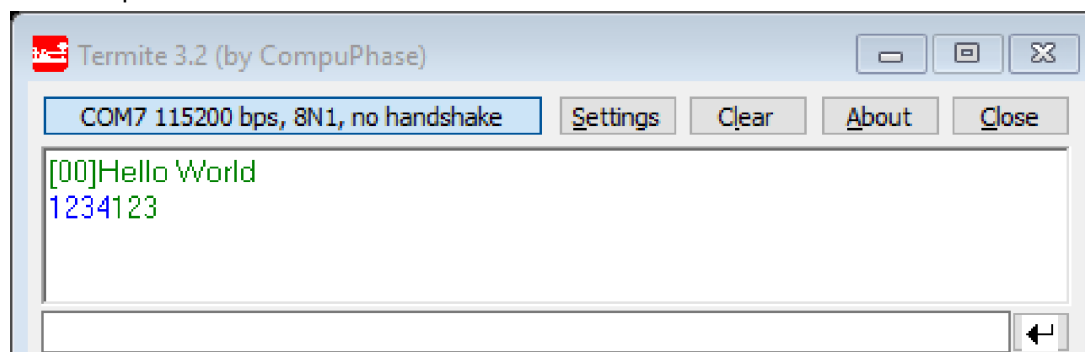 Termite 3.2 (by CompuPhase)
COM7 115200 bps, 8N1, no handshake Settings Clear About Close
[00]Hello World
1234123